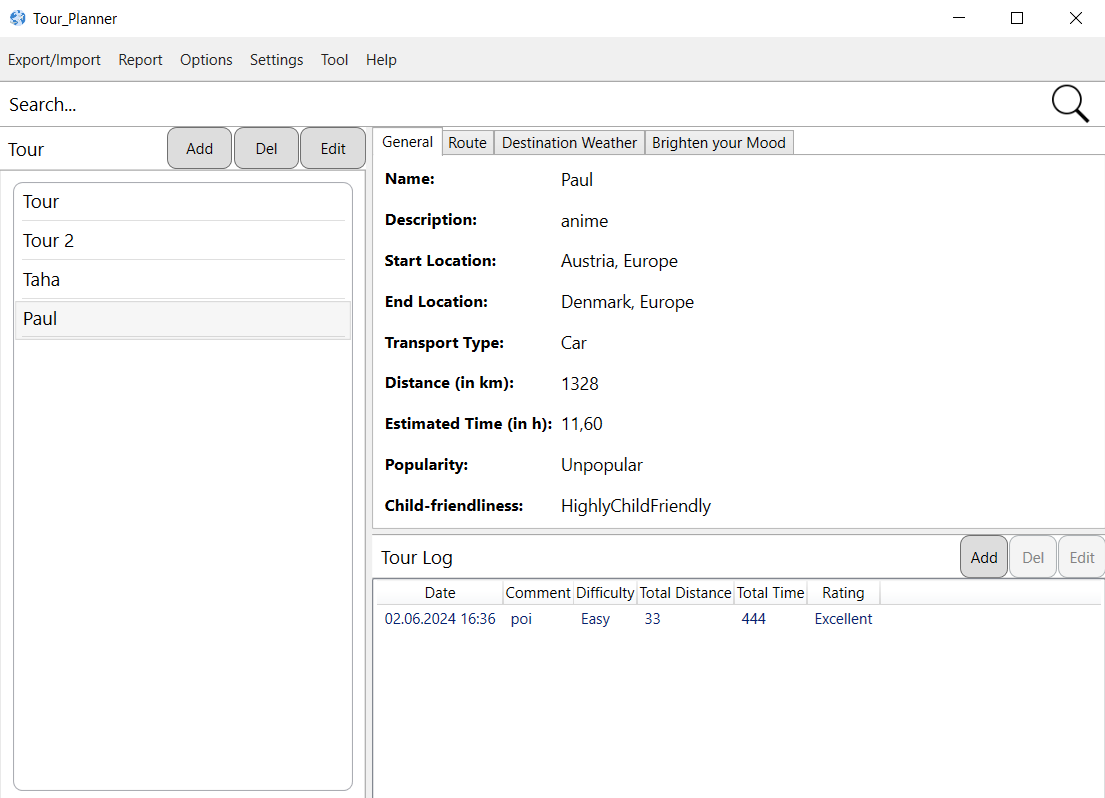 Tour_Planner
Export/Import Report Options Settings Tool Help
Search...
Tour Add Del Edit
Tour
Tour 2
Taha
Paul
General Route Destination Weather Brighten your Mood
Name: Paul
Description: anime
Start Location: Austria, Europe
End Location: Denmark, Europe
Transport Type: Car
Distance (in km): 1328
Estimated Time (in h): 11,60
Popularity: Unpopular
Child-friendliness: HighlyChildFriendly
Tour Log Add Del Edit
Date Comment Difficulty Total Distance Total Time Rating
02.06.2024 16:36 poi Easy 33 444 Excellent